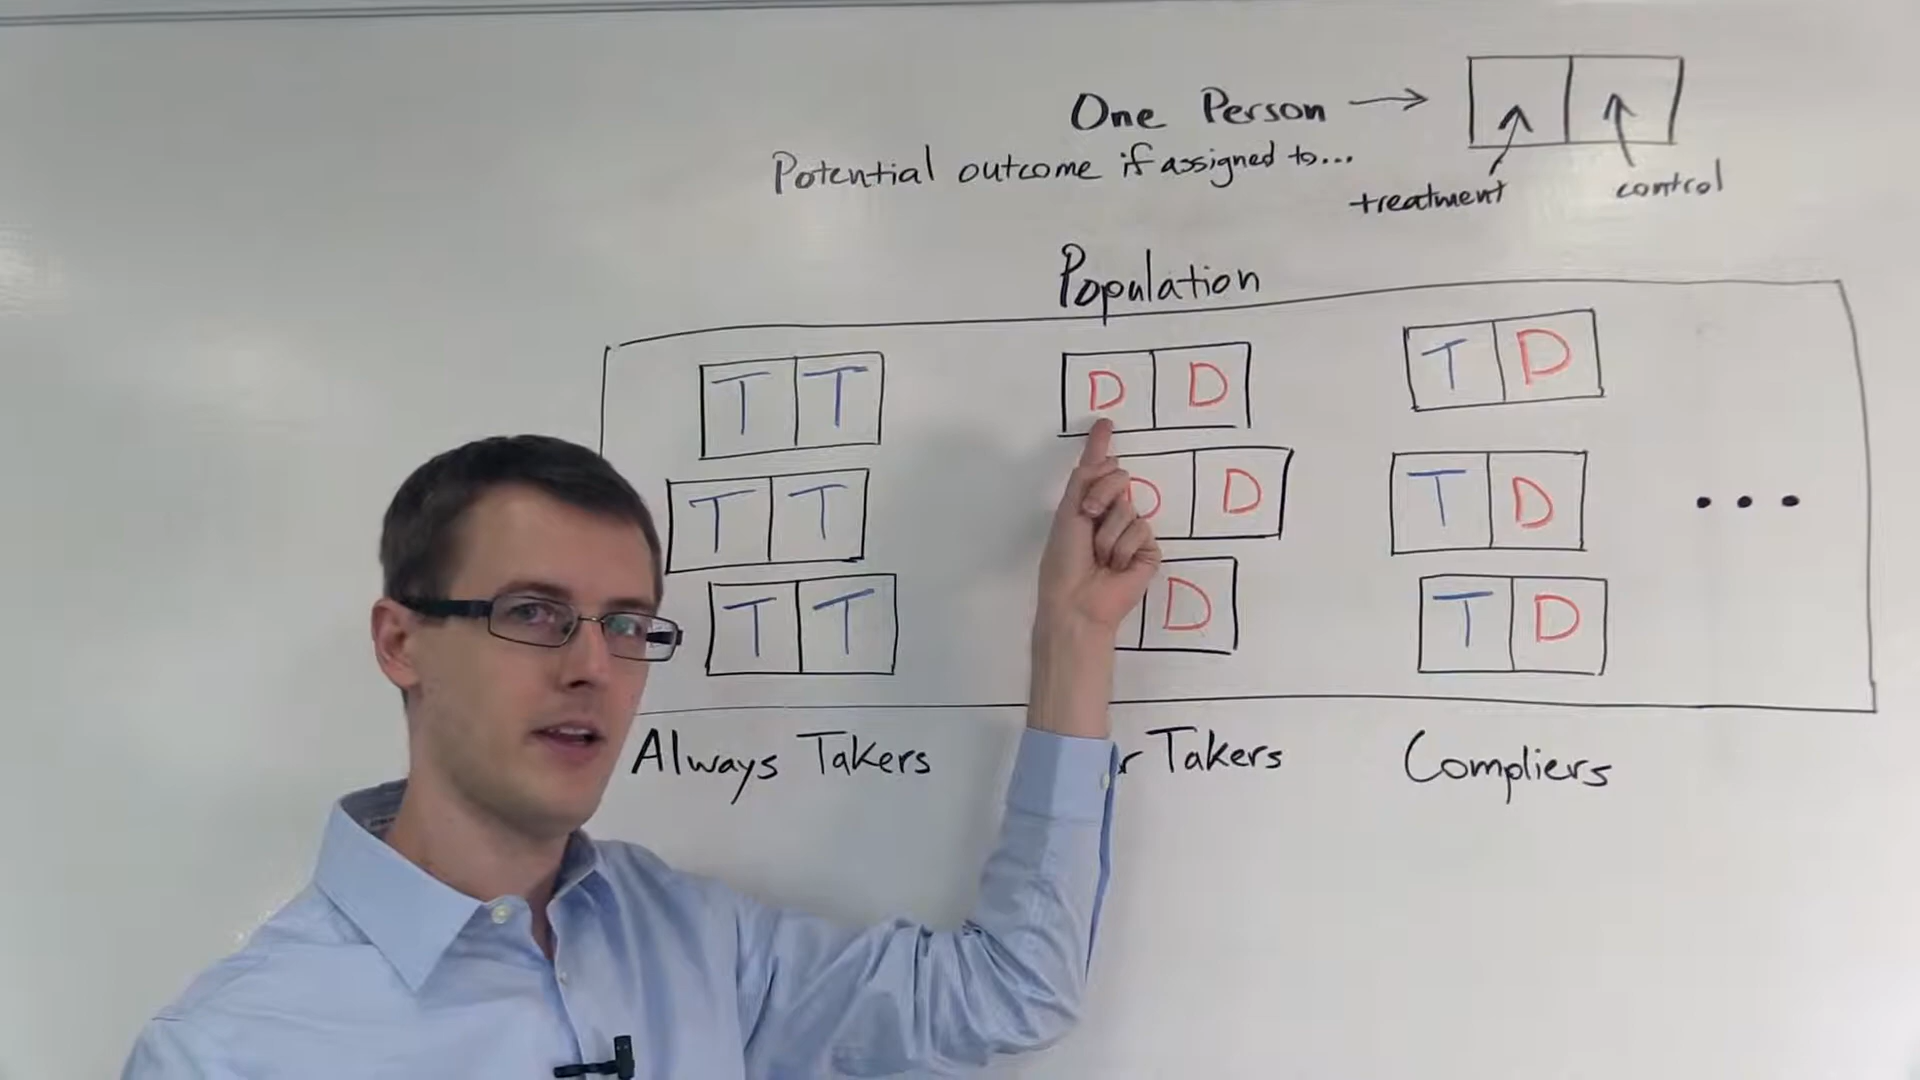 One Person →
Potential outcome if assigned to...
treatment control
Population
T T D D T D
T T D D T D ...
T T D T D
Always Takers Takers Compliers